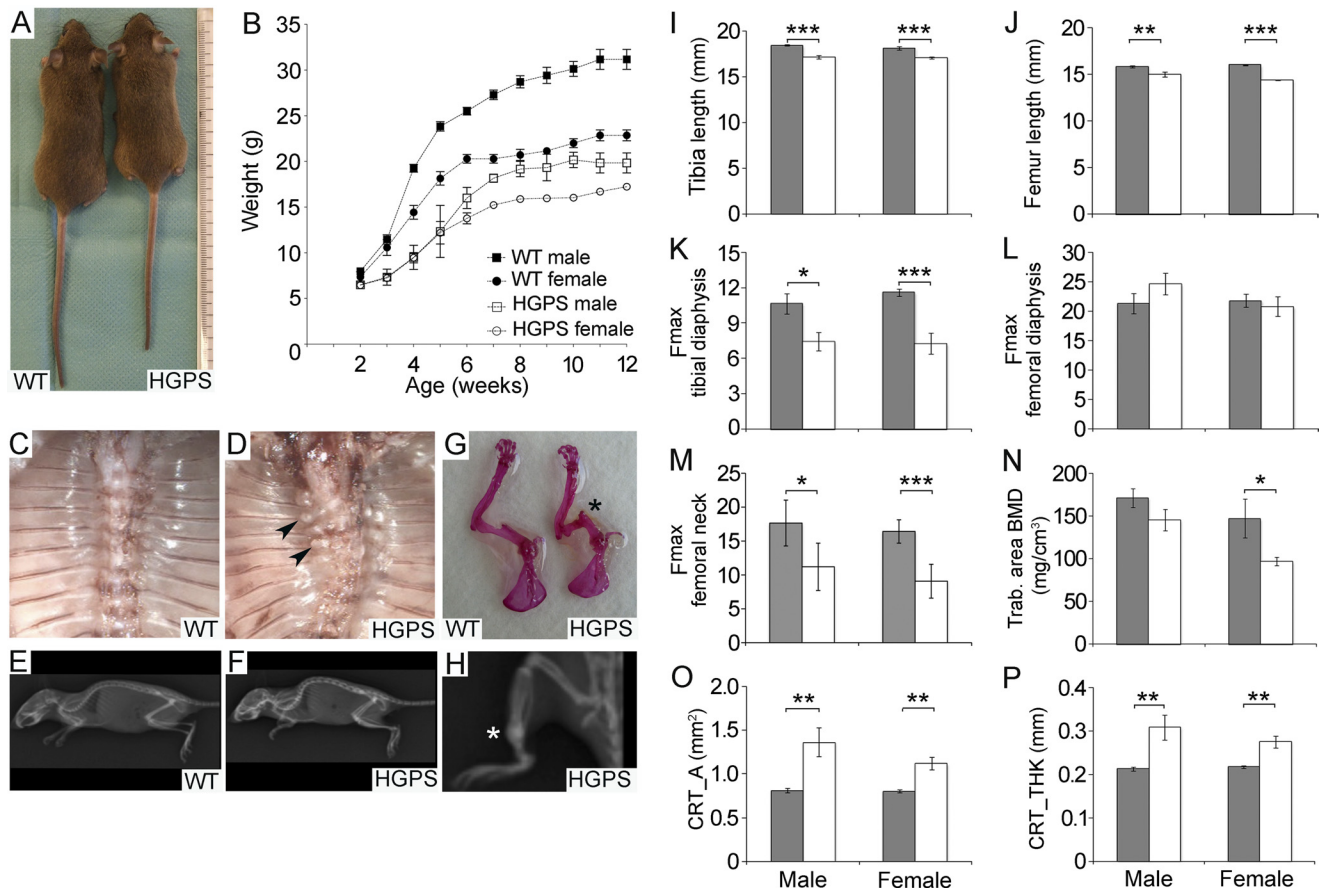 A
WT
HGPS
B
Weight (g)
35
30
25
20
15
10
5
0
2
4
6
8
10
12
Age (weeks)
WT male
WT female
HGPS male
HGPS female
C
WT
D
HGPS
E
WT
F
HGPS
G
*
WT
HGPS
H
*
HGPS
I
Tibia length (mm)
20
15
10
5
0
***
***
J
Femur length (mm)
20
15
10
5
0
**
***
K
Fmax
tibial diaphysis
15
12
9
6
3
0
*
***
L
Fmax
femoral diaphysis
30
25
20
15
10
5
0
M
Fmax
femoral neck
25
20
15
10
5
0
*
***
N
Trab. area BMD
(mg/cm³)
200
150
100
50
0
*
O
CRT_A (mm²)
2.0
1.5
1.0
0.5
0
**
**
Male
Female
P
CRT_THK (mm)
0.4
0.3
0.2
0.1
0
**
**
Male
Female